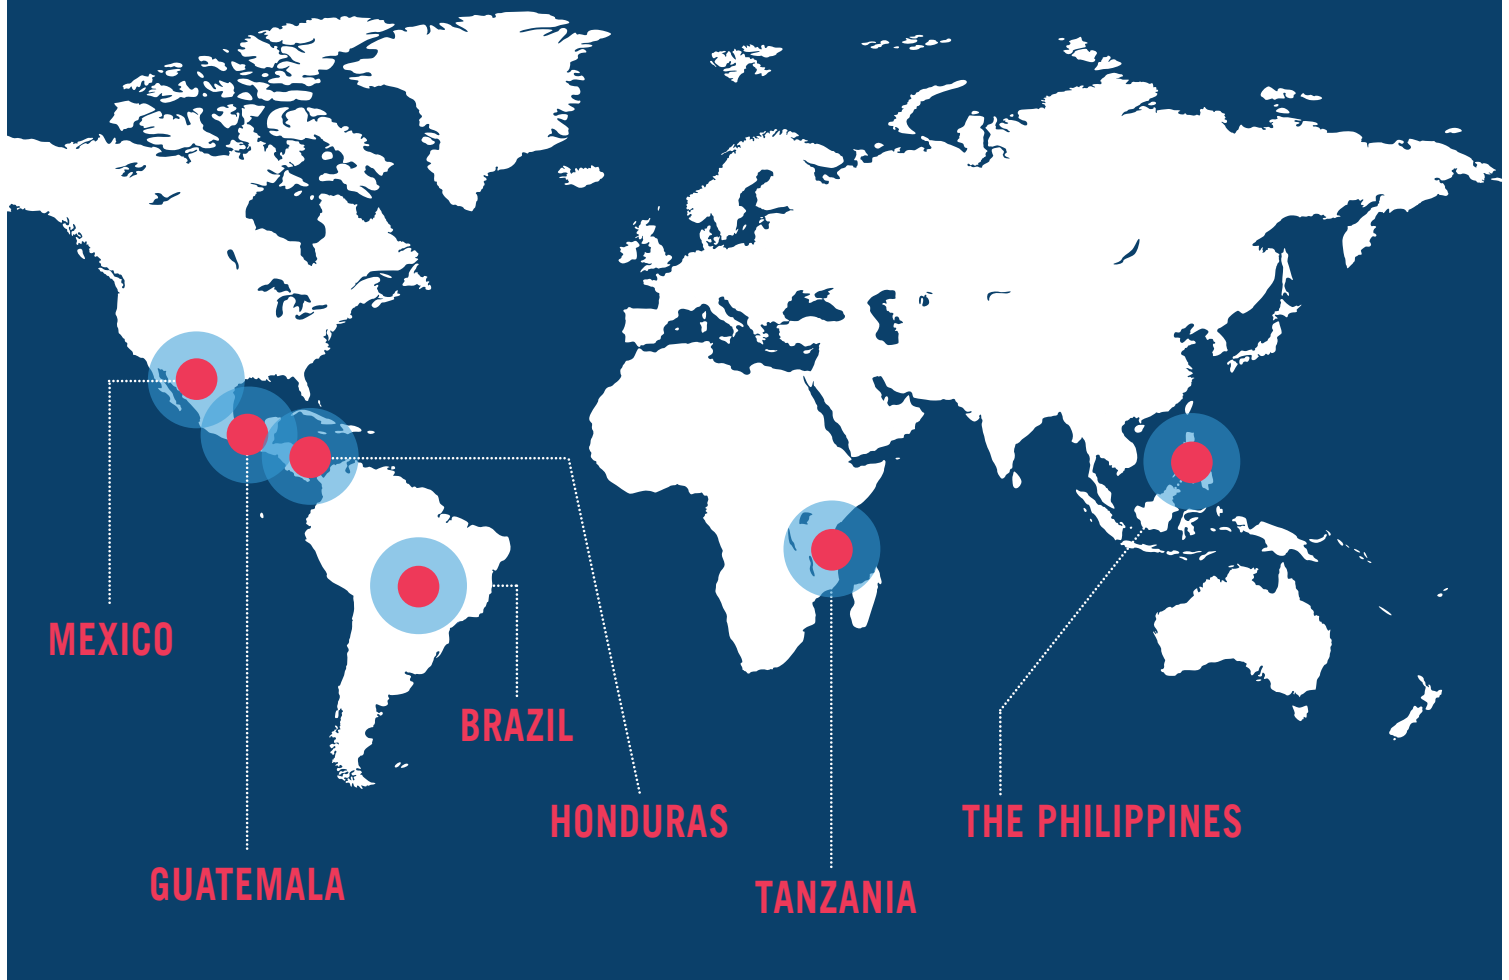 MEXICO
BRAZIL
HONDURAS
THE PHILIPPINES
GUATEMALA
TANZANIA